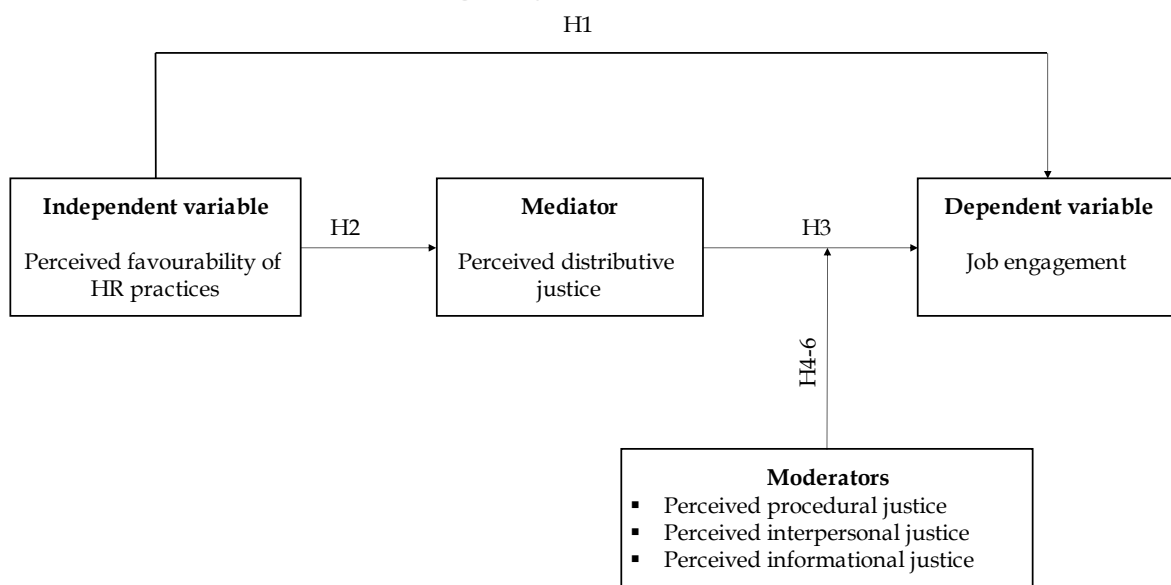 H1
Independent variable
Perceived favourability of
HR practices
H2
Mediator
Perceived distributive
justice
H3
Dependent variable
Job engagement
H4-6
Moderators
▪ Perceived procedural justice
▪ Perceived interpersonal justice
▪ Perceived informational justice